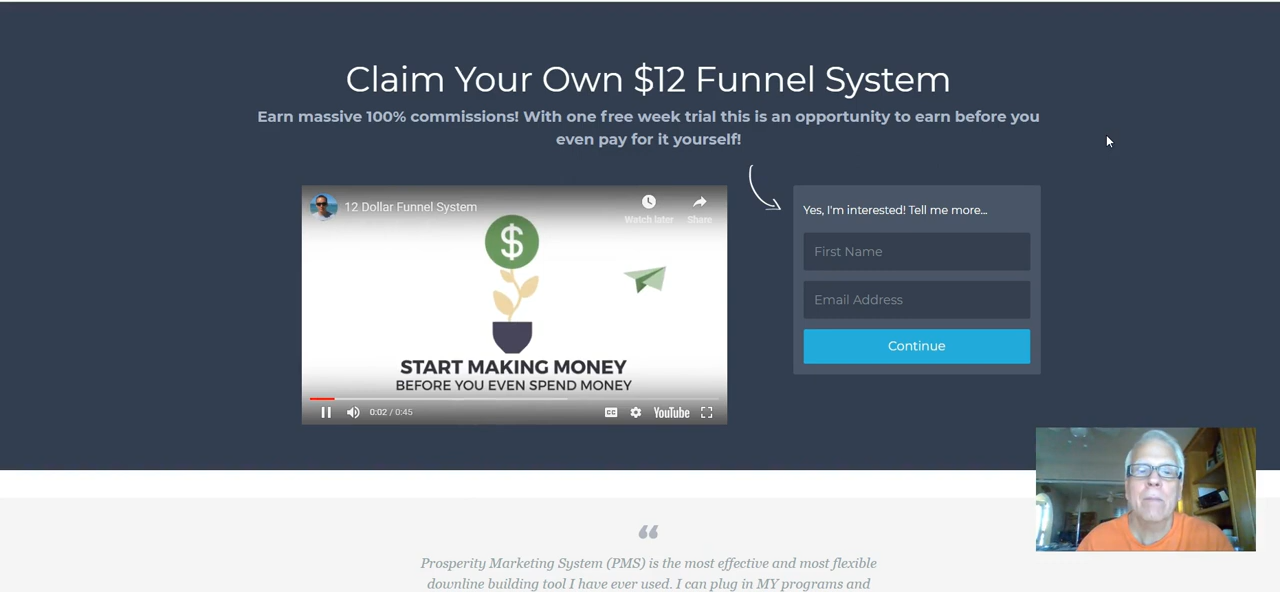 Claim Your Own $12 Funnel System
Earn massive 100% commissions! With one free week trial this is an opportunity to earn before you
even pay for it yourself!
12 Dollar Funnel System
Watch later
Share
$
START MAKING MONEY
BEFORE YOU EVEN SPEND MONEY
0:02 / 0:45
CC
YouTube
Yes, I'm interested! Tell me more...
First Name
Email Address
Continue
“
Prosperity Marketing System (PMS) is the most effective and most flexible
downline building tool I have ever used. I can plug in MY programs and